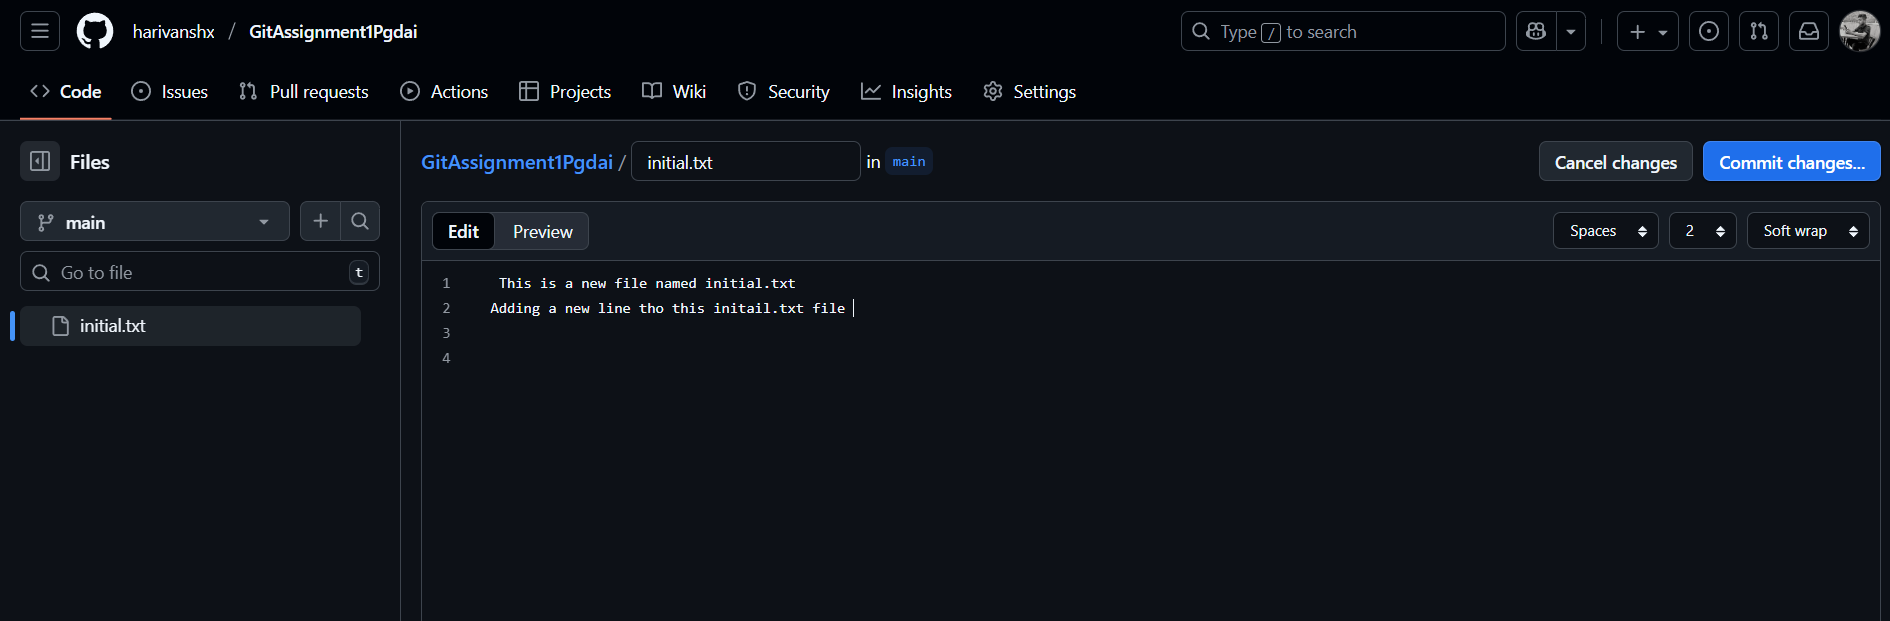 harivanshx / GitAssignment1Pgdai
Type / to search
Code Issues Pull requests Actions Projects Wiki Security Insights Settings
Files
main
Go to file t
initial.txt
GitAssignment1Pgdai / initial.txt in main
Cancel changes Commit changes...
Edit Preview
Spaces 2 Soft wrap
1 This is a new file named initial.txt
2 Adding a new line tho this initail.txt file
3
4